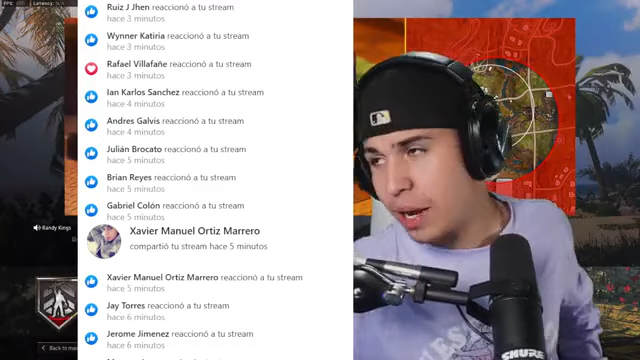 FPS
Latency: N/A
Ruiz J Jhen reaccionó a tu stream
hace 3 minutos
Wynner Katiria reaccionó a tu stream
hace 3 minutos
Rafael Villafañe reaccionó a tu stream
hace 3 minutos
Ian Karlos Sanchez reaccionó a tu stream
hace 4 minutos
Andres Galvis reaccionó a tu stream
hace 4 minutos
Julián Brocato reaccionó a tu stream
hace 5 minutos
Brian Reyes reaccionó a tu stream
hace 5 minutos
Gabriel Colón reaccionó a tu stream
hace 5 minutos
Randy Kings
Xavier Manuel Ortiz Marrero
compartió tu stream hace 5 minutos
Xavier Manuel Ortiz Marrero reaccionó a tu stream
hace 5 minutos
Jay Torres reaccionó a tu stream
hace 6 minutos
Jerome Jimenez reaccionó a tu stream
hace 6 minutos
Back to
SHURE